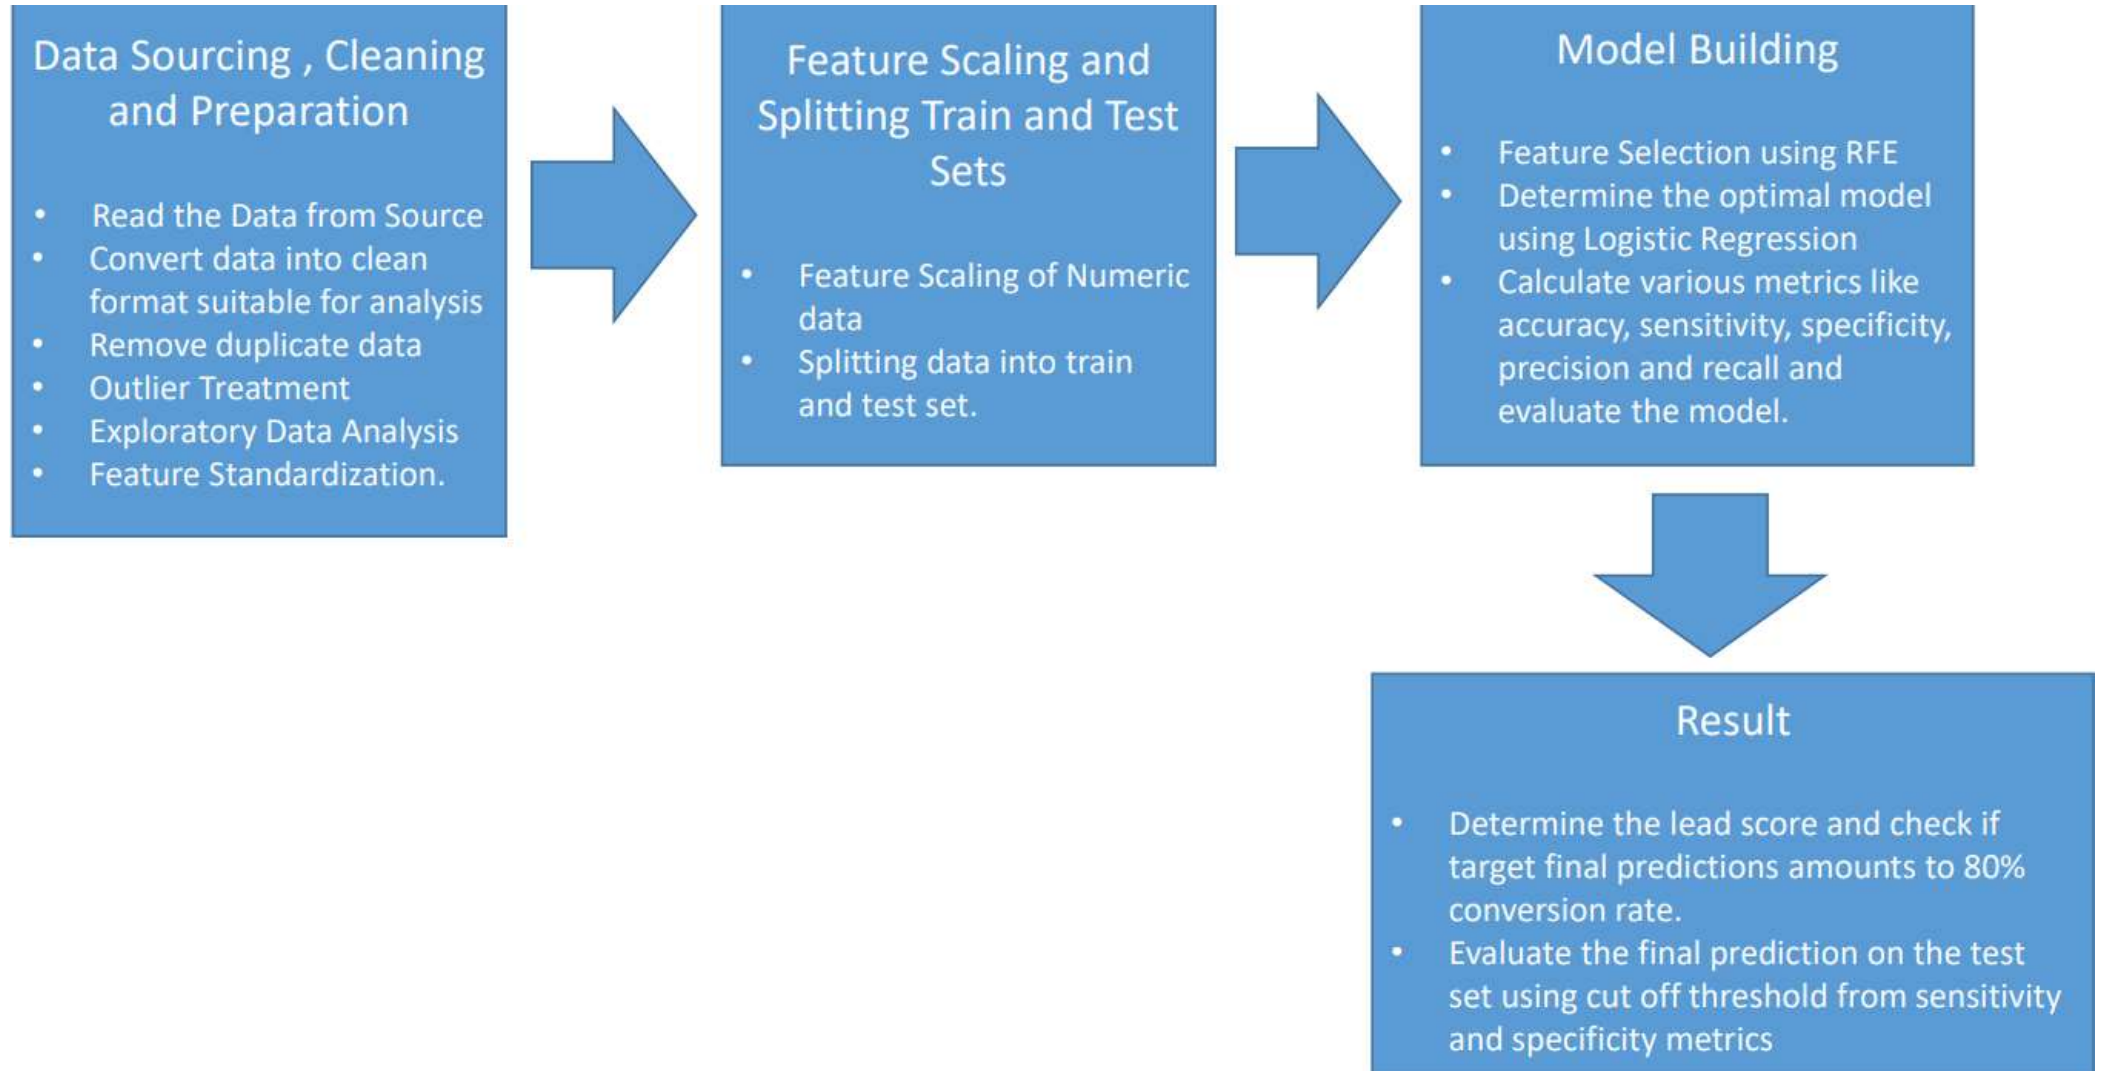 Data Sourcing , Cleaning
and Preparation
• Read the Data from Source
• Convert data into clean
format suitable for analysis
• Remove duplicate data
• Outlier Treatment
• Exploratory Data Analysis
• Feature Standardization.
Feature Scaling and
Splitting Train and Test
Sets
• Feature Scaling of Numeric
data
• Splitting data into train
and test set.
Model Building
• Feature Selection using RFE
• Determine the optimal model
using Logistic Regression
• Calculate various metrics like
accuracy, sensitivity, specificity,
precision and recall and
evaluate the model.
Result
• Determine the lead score and check if
target final predictions amounts to 80%
conversion rate.
• Evaluate the final prediction on the test
set using cut off threshold from sensitivity
and specificity metrics